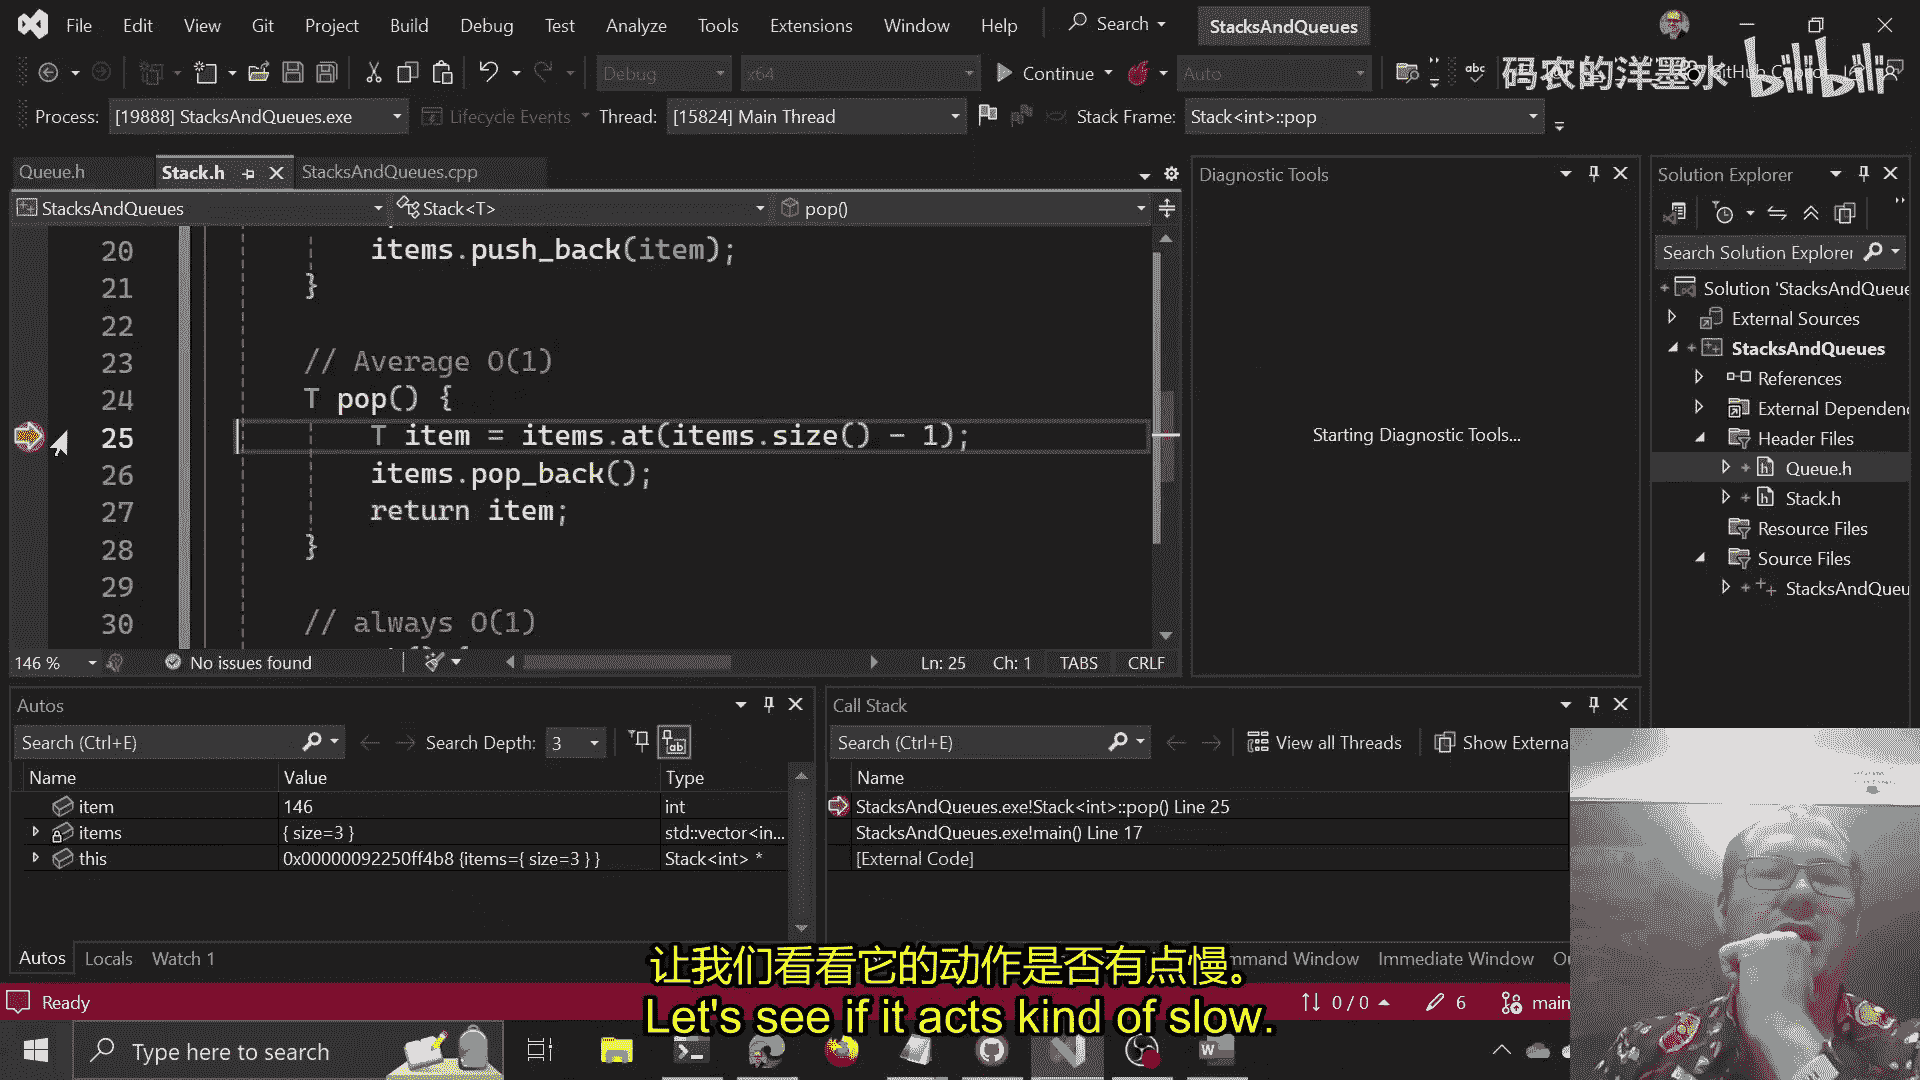 File Edit View Git Project Build Debug Test Analyze Tools Extensions Window Help Search StacksAndQueues
Debug x64 Continue Auto
码农的洋墨水 bilibili
Process: [19888] StacksAndQueues.exe Lifecycle Events Thread: [15824] Main Thread Stack Frame: Stack<int>::pop
Queue.h Stack.h StacksAndQueues.cpp
StacksAndQueues Stack<T> pop()
20 items.push_back(item);
21 }
22
23 // Average O(1)
24 T pop() {
25 T item = items.at(items.size() - 1);
26 items.pop_back();
27 return item;
28 }
29
30 // always O(1)
146 % No issues found Ln: 25 Ch: 1 TABS CRLF
Diagnostic Tools
Starting Diagnostic Tools...
Solution Explorer
Search Solution Explorer
Solution 'StacksAndQueue
External Sources
StacksAndQueues
References
External Dependen
Header Files
Queue.h
Stack.h
Resource Files
Source Files
StacksAndQueu
Autos
Search (Ctrl+E) Search Depth: 3
Name Value Type
item 146 int
items { size=3 } std::vector<in...
this 0x00000092250ff4b8 {items={ size=3 } } Stack<int> *
Autos Locals Watch 1
Call Stack
Search (Ctrl+E) View all Threads Show Externa
Name
StacksAndQueues.exe!Stack<int>::pop() Line 25
StacksAndQueues.exe!main() Line 17
[External Code]
mmand Window Immediate Window
让我们看看它的动作是否有点慢。
Let's see if it acts kind of slow.
Ready 0 / 0 6 main
Type here to search